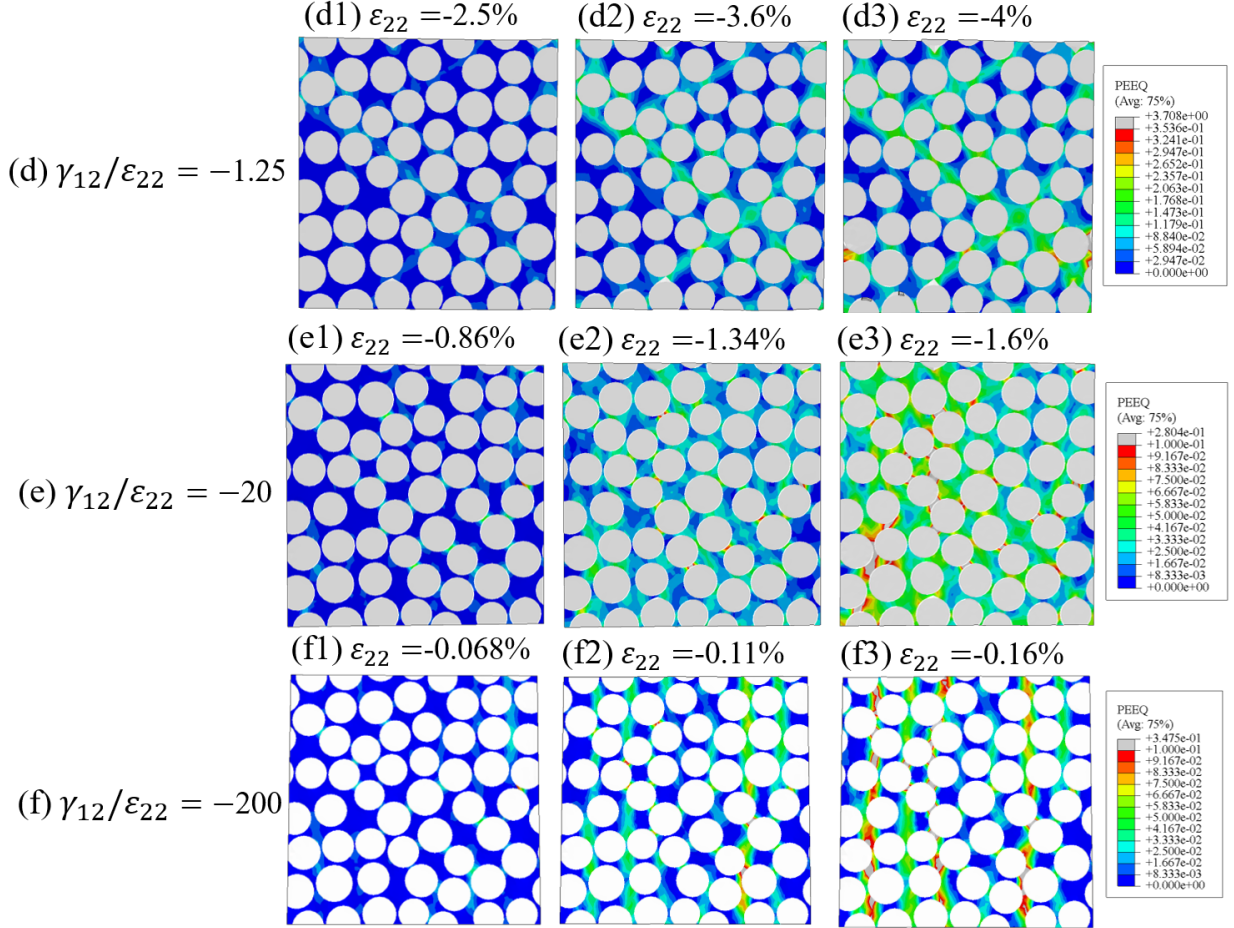 (d1) ε₂₂ =-2.5%
(d2) ε₂₂ =-3.6%
(d3) ε₂₂ =-4%
(d) γ₁₂/ε₂₂ = −1.25
PEEQ
(Avg: 75%)
+3.708e+00
+3.536e-01
+3.241e-01
+2.947e-01
+2.652e-01
+2.357e-01
+2.063e-01
+1.768e-01
+1.473e-01
+1.179e-01
+8.840e-02
+5.894e-02
+2.947e-02
+0.000e+00
(e1) ε₂₂ =-0.86%
(e2) ε₂₂ =-1.34%
(e3) ε₂₂ =-1.6%
(e) γ₁₂/ε₂₂ = −20
PEEQ
(Avg: 75%)
+2.804e-01
+1.000e-01
+9.167e-02
+8.333e-02
+7.500e-02
+6.667e-02
+5.833e-02
+5.000e-02
+4.167e-02
+3.333e-02
+2.500e-02
+1.667e-02
+8.333e-03
+0.000e+00
(f1) ε₂₂ =-0.068%
(f2) ε₂₂ =-0.11%
(f3) ε₂₂ =-0.16%
(f) γ₁₂/ε₂₂ = −200
PEEQ
(Avg: 75%)
+3.475e-01
+1.000e-01
+9.167e-02
+8.333e-02
+7.500e-02
+6.667e-02
+5.833e-02
+5.000e-02
+4.167e-02
+3.333e-02
+2.500e-02
+1.667e-02
+8.333e-03
+0.000e+00